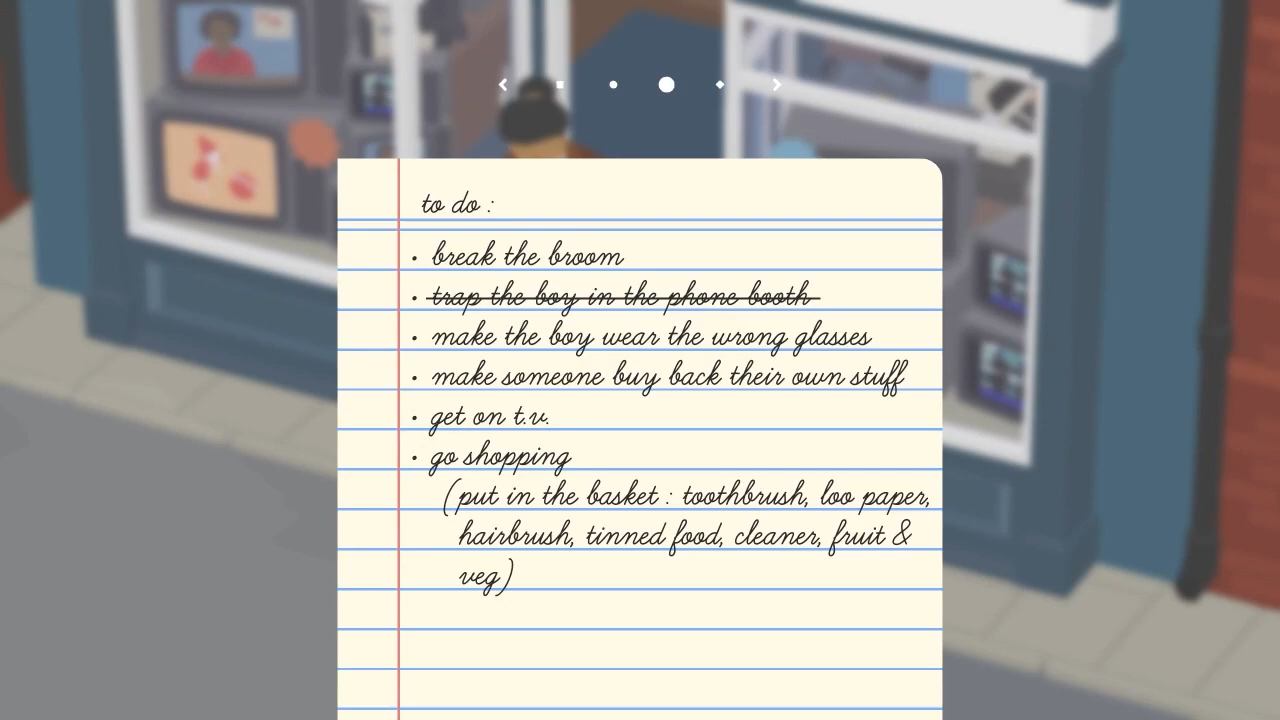 to do :
• break the broom
• trap the boy in the phone booth
• make the boy wear the wrong glasses
• make someone buy back their own stuff
• get on t.v.
• go shopping
(put in the basket : toothbrush, loo paper,
hairbrush, tinned food, cleaner, fruit &
veg)